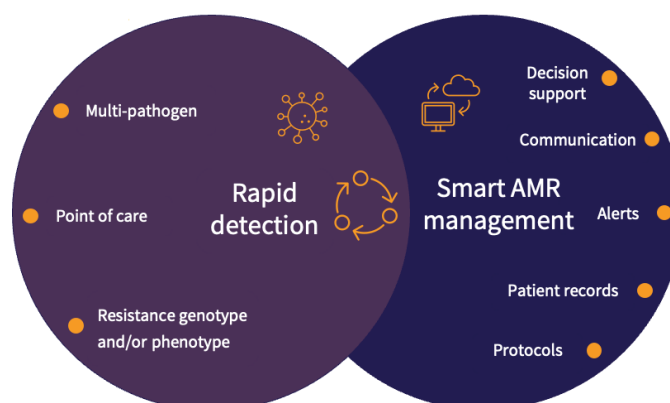 Multi-pathogen
Point of care
Resistance genotype
and/or phenotype
Rapid
detection
Smart AMR
management
Decision
support
Communication
Alerts
Patient records
Protocols